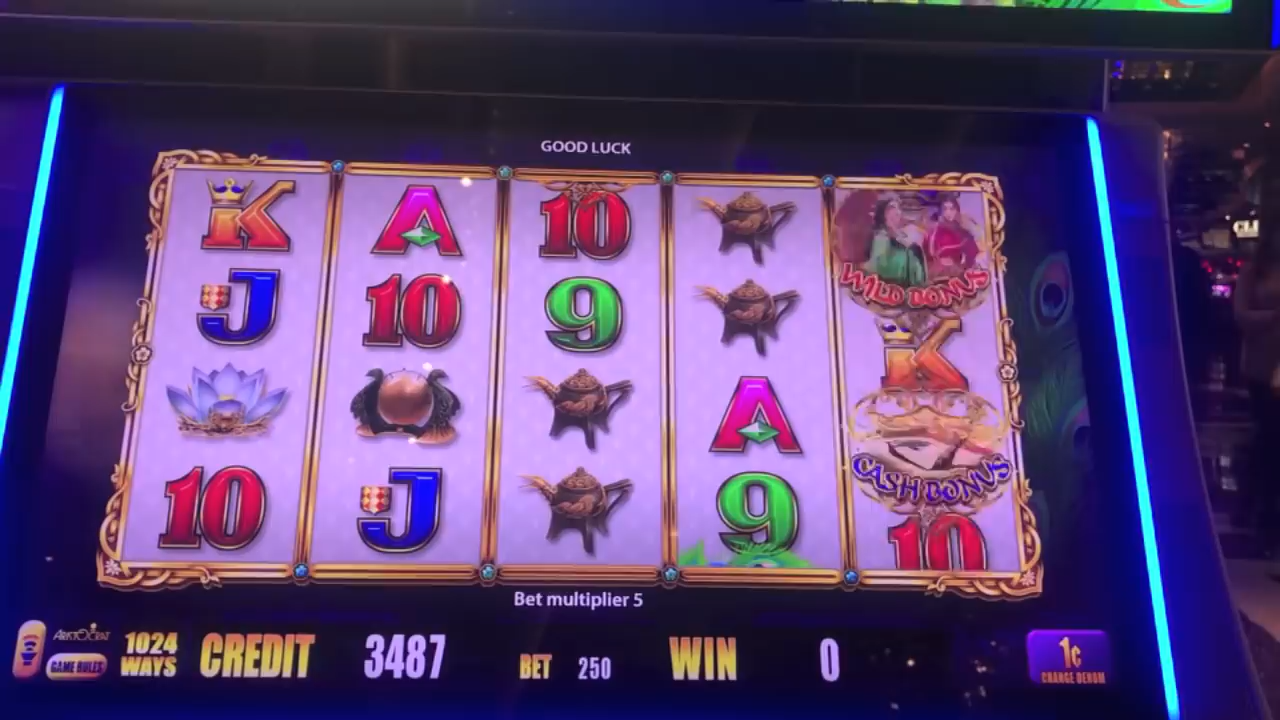 GOOD LUCK
K A 10
J 10 9 WILD BONUS
K
A CASH BONUS
10 J 9 10
Bet multiplier 5
ARISTOCRAT
GAME RULES
1024 WAYS
CREDIT 3487 BET 250 WIN 0
1¢
CHANGE DENOM